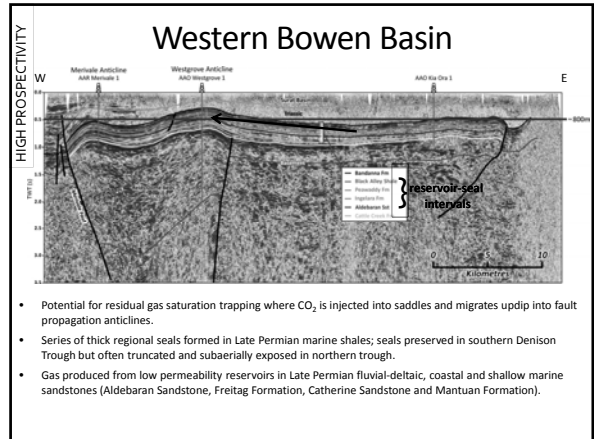 HIGH PROSPECTIVITY
Western Bowen Basin
Merivale Anticline
AAR Merivale 1
Westgrove Anticline
AAO Westgrove 1
AAO Kia Ora 1
W
E
Surat Basin
Triassic
800m
TWT (s)
Bandanna Fm
Black Alley Shale
Peawaddy Fm
Ingelara Fm
Aldebaran Sst
Cattle Creek Fm
reservoir-seal
intervals
0 5 10
Kilometres
• Potential for residual gas saturation trapping where CO₂ is injected into saddles and migrates updip into fault
propagation anticlines.
• Series of thick regional seals formed in Late Permian marine shales; seals preserved in southern Denison
Trough but often truncated and subaerially exposed in northern trough.
• Gas produced from low permeability reservoirs in Late Permian fluvial-deltaic, coastal and shallow marine
sandstones (Aldebaran Sandstone, Freitag Formation, Catherine Sandstone and Mantuan Formation).